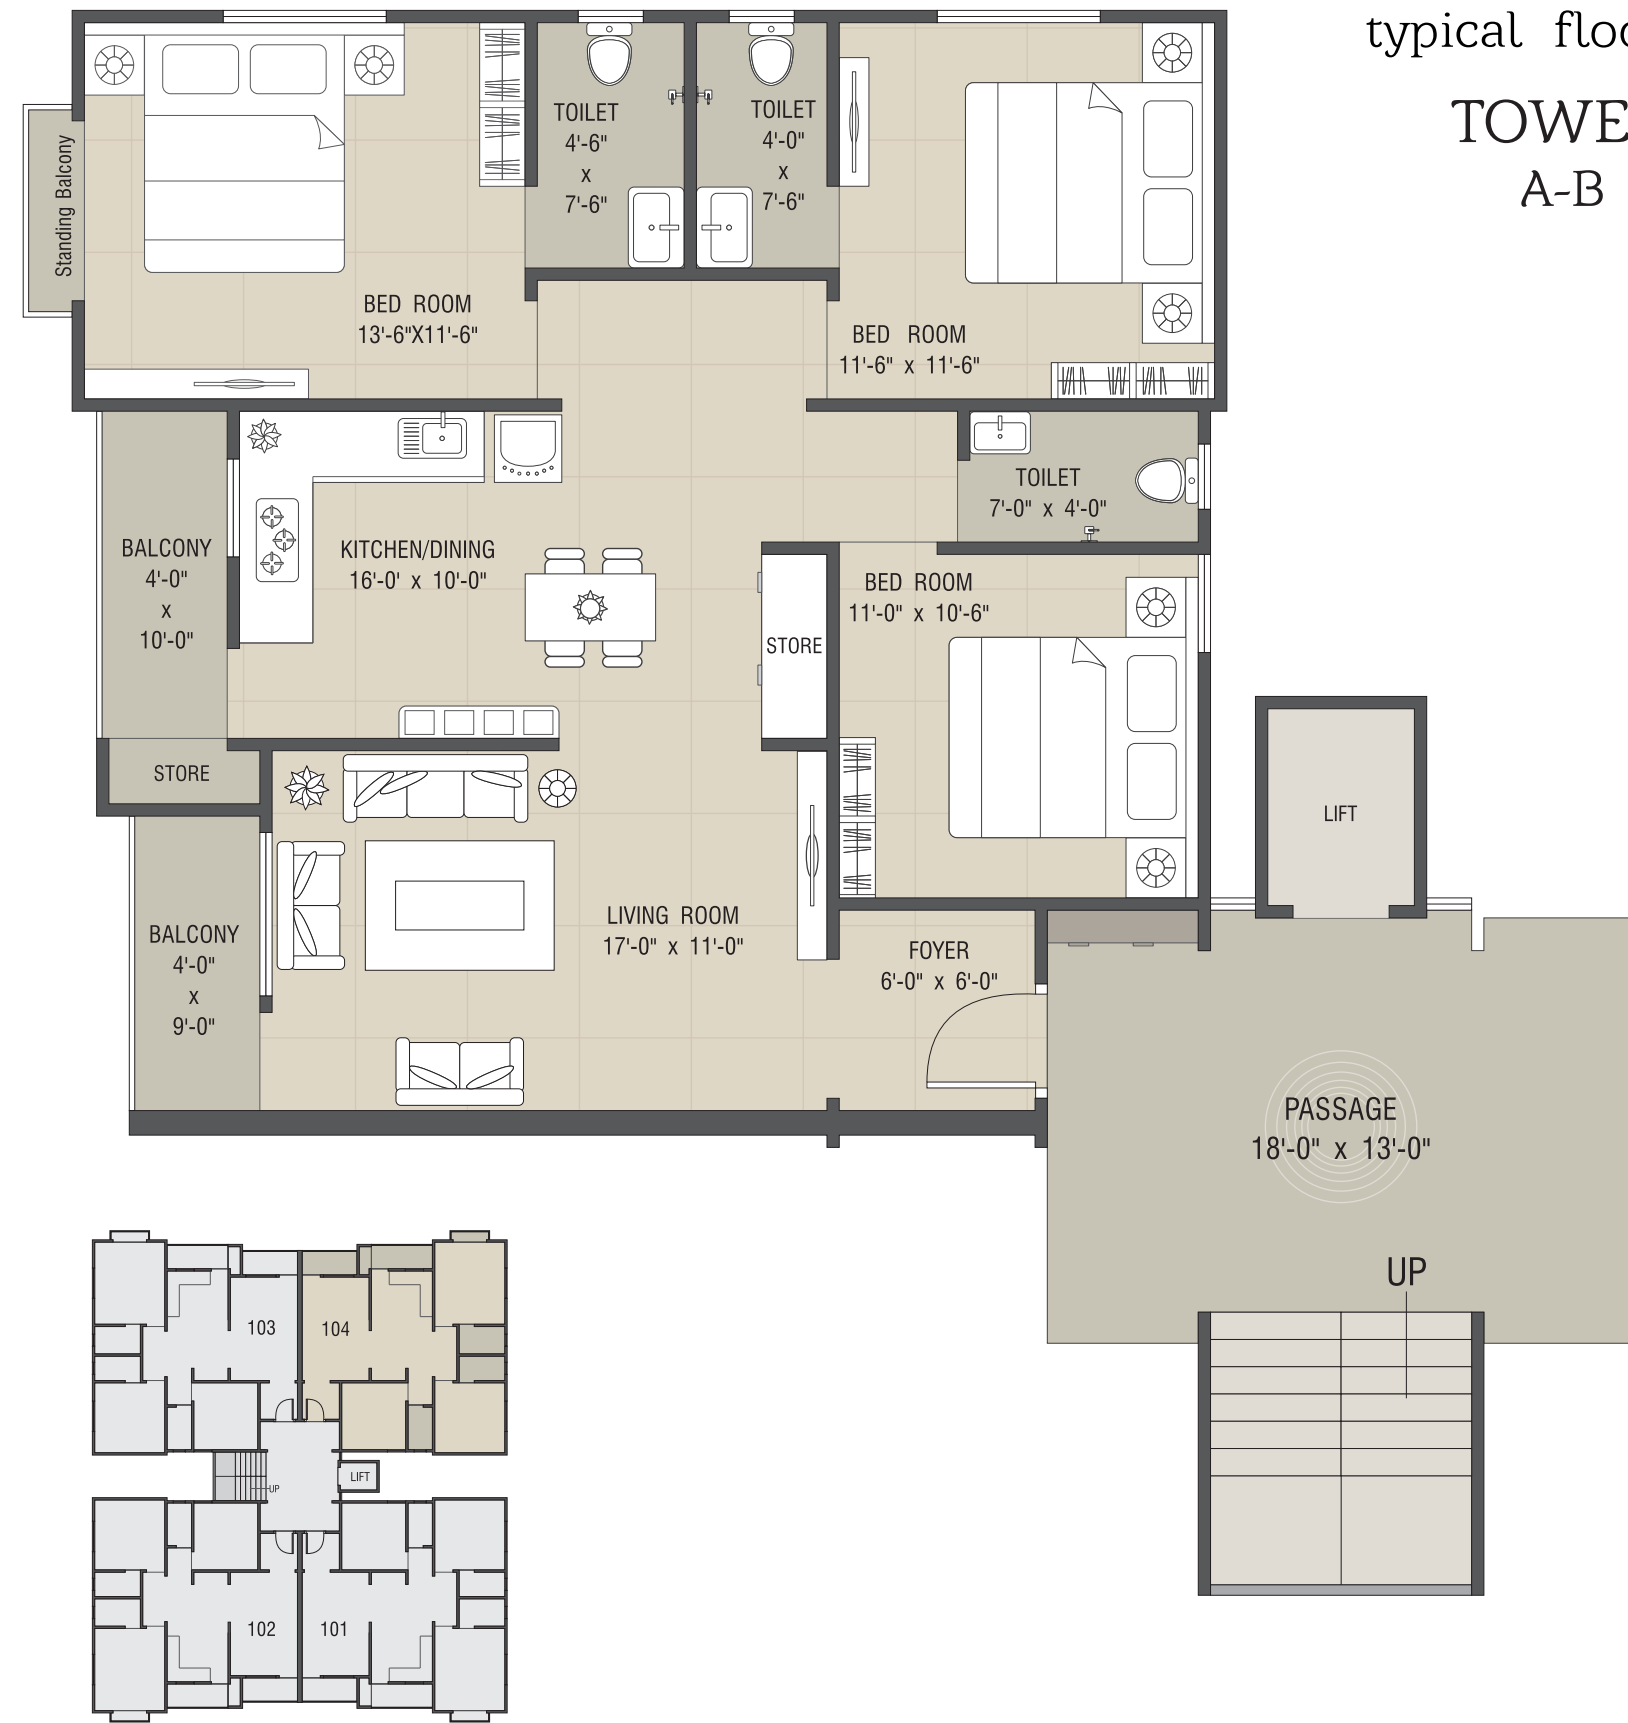 typical
TOILET
4'-6"
x
7'-6"
TOILET
4'-0"
x
7'-6"
TOWE
A-B
Standing Balcony
BED ROOM
13'-6"X11'-6"
BED ROOM
11'-6" x 11'-6"
TOILET
7'-0" x 4'-0"
BALCONY
4'-0"
x
10'-0"
KITCHEN/DINING
16'-0' x 10'-0"
BED ROOM
11'-0" x 10'-6"
STORE
STORE
LIFT
BALCONY
4'-0"
x
9'-0"
LIVING ROOM
17'-0" x 11'-0"
FOYER
6'-0" x 6'-0"
PASSAGE
18'-0" x 13'-0"
UP
103
104
LIFT
UP
102
101